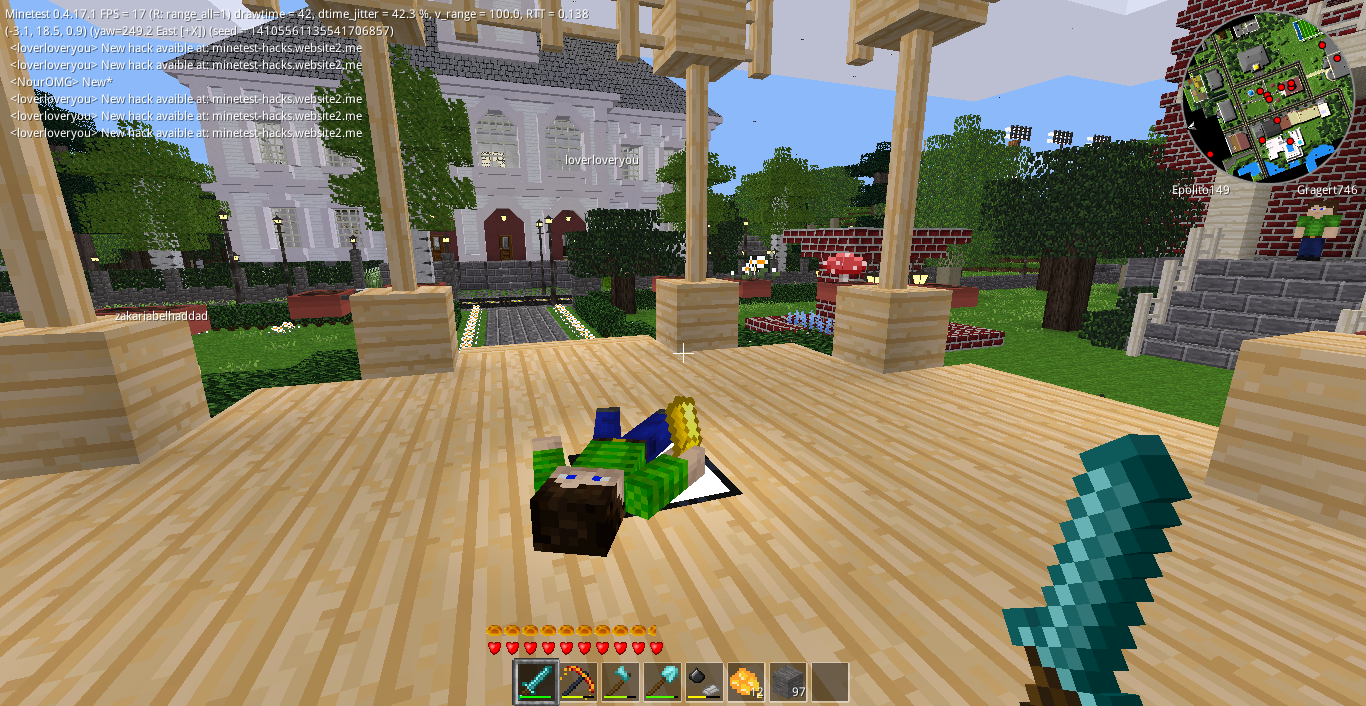 Minetest 0.4.17.1 FPS = 17 (R: range_all=1) drawtime = 42, dtime_jitter = 42.3 %, v_range = 100.0, RTT = 0.138
(-3.1, 18.5, 0.9) (yaw=249.2 East [+X]) (seed = 14105561135541706857)
<loverloveryou> New hack avaible at: minetest-hacks.website2.me
<loverloveryou> New hack avaible at: minetest-hacks.website2.me
<NourOMG> New*
<loverloveryou> New hack avaible at: minetest-hacks.website2.me
<loverloveryou> New hack avaible at: minetest-hacks.website2.me
<loverloveryou> New hack avaible at: minetest-hacks.website2.me
loverloveryou
Epolito149
Gragert746
zakariabelhaddad
12
97